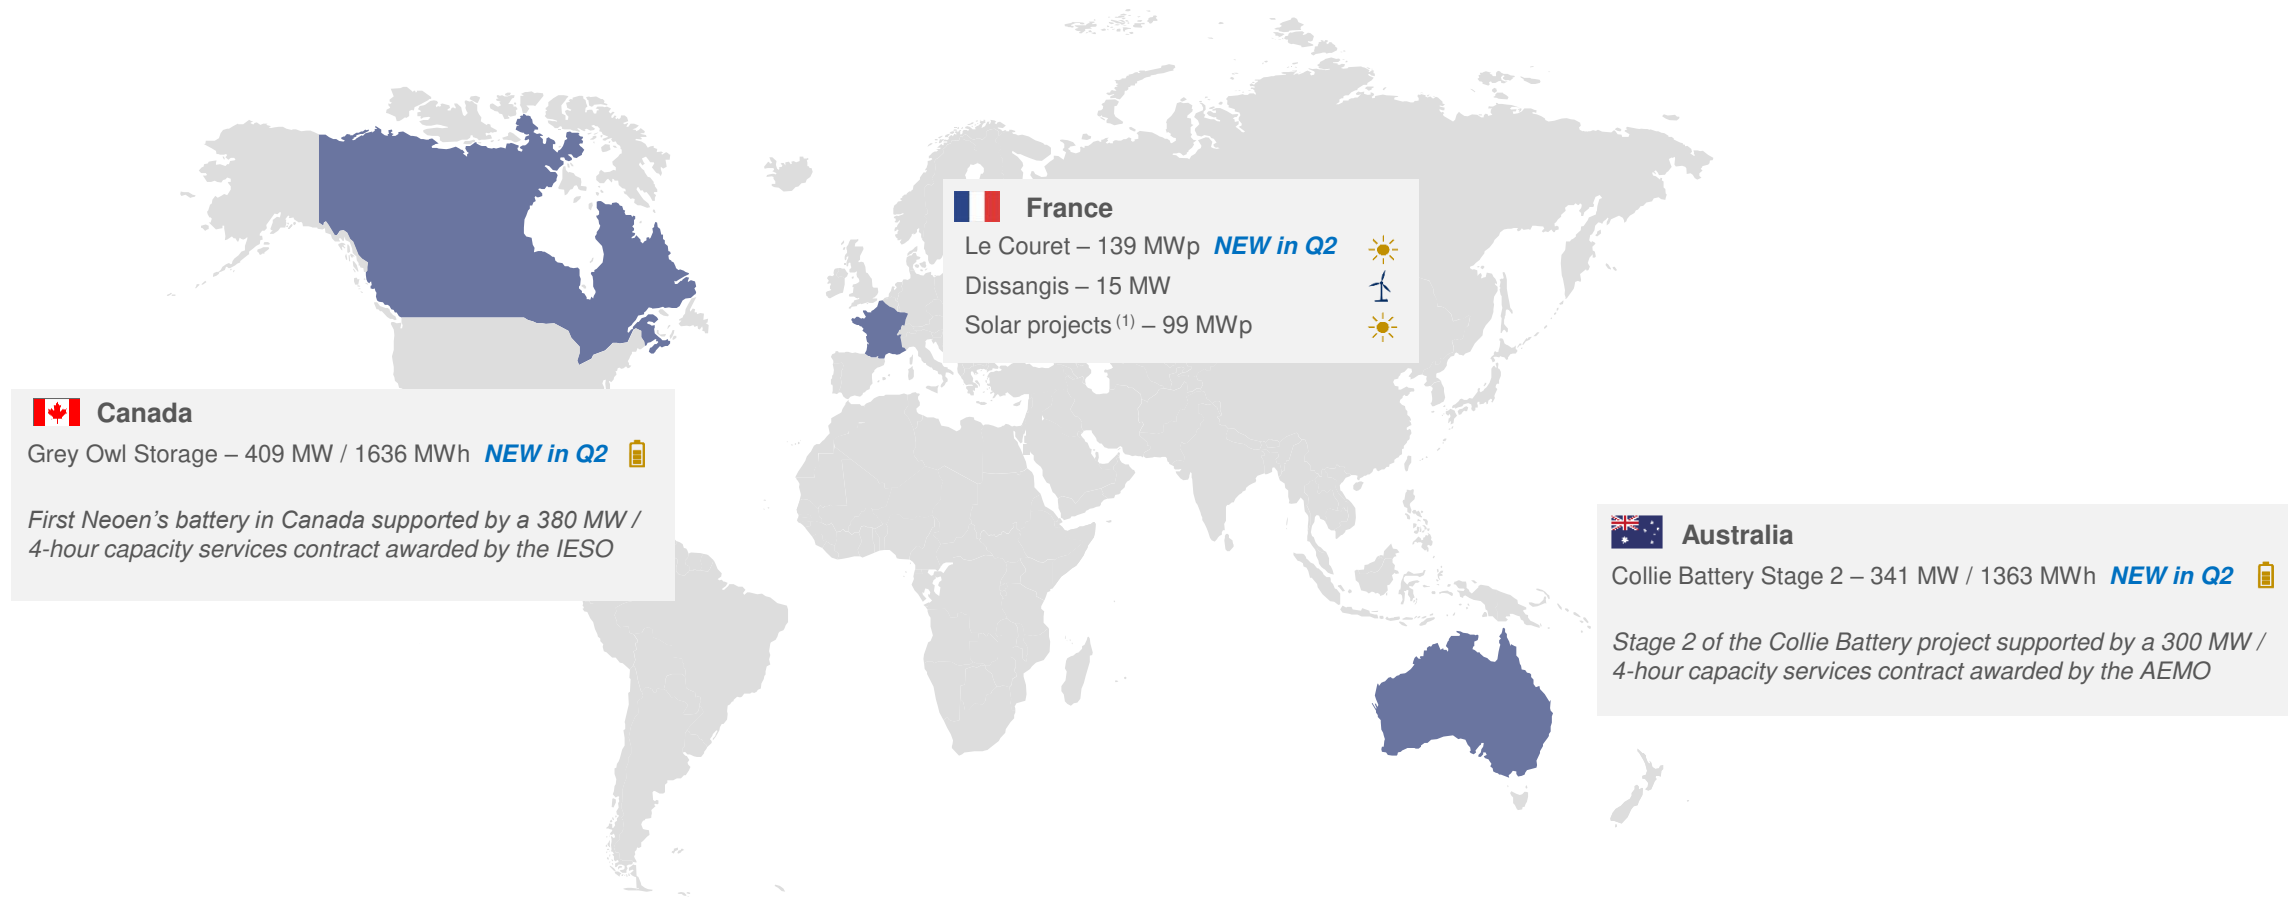 France
Le Couret – 139 MWp NEW in Q2
Dissangis – 15 MW
Solar projects (1) – 99 MWp
Canada
Grey Owl Storage – 409 MW / 1636 MWh NEW in Q2
First Neoen’s battery in Canada supported by a 380 MW /
4-hour capacity services contract awarded by the IESO
Australia
Collie Battery Stage 2 – 341 MW / 1363 MWh NEW in Q2
Stage 2 of the Collie Battery project supported by a 300 MW /
4-hour capacity services contract awarded by the AEMO